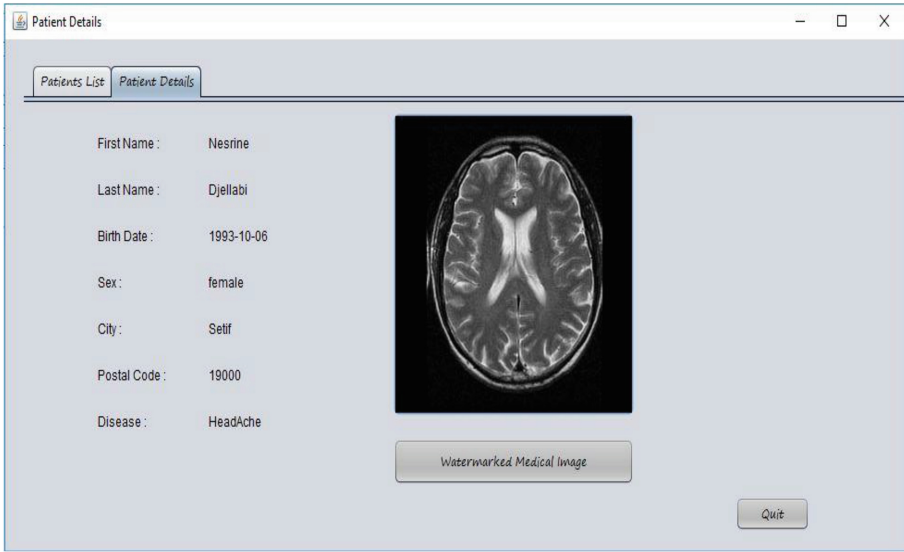 Patient Details
Patients List Patient Details
First Name : Nesrine
Last Name : Djellabi
Birth Date : 1993-10-06
Sex : female
City : Setif
Postal Code : 19000
Disease : HeadAche
Watermarked Medical Image
Quit